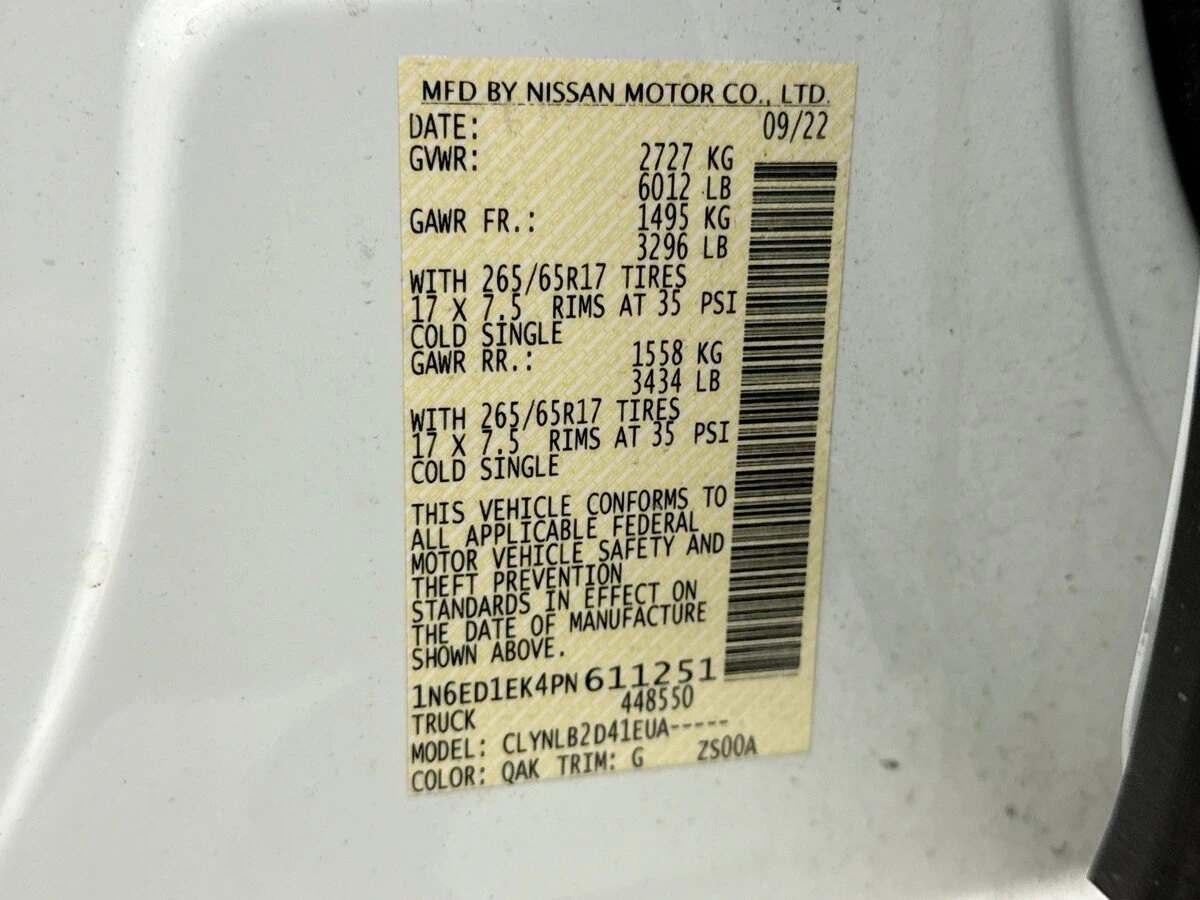 MFD BY NISSAN MOTOR CO., LTD.
DATE: 09/22
GVWR: 2727 KG
6012 LB
GAWR FR.: 1495 KG
3296 LB
WITH 265/65R17 TIRES
17 X 7.5 RIMS AT 35 PSI
COLD SINGLE
GAWR RR.: 1558 KG
3434 LB
WITH 265/65R17 TIRES
17 X 7.5 RIMS AT 35 PSI
COLD SINGLE
THIS VEHICLE CONFORMS TO
ALL APPLICABLE FEDERAL
MOTOR VEHICLE SAFETY AND
THEFT PREVENTION
STANDARDS IN EFFECT ON
THE DATE OF MANUFACTURE
SHOWN ABOVE.
1N6ED1EK4PN611251
TRUCK 448550
MODEL: CLYNLB2D41EUA-----
COLOR: QAK TRIM: G ZS00A